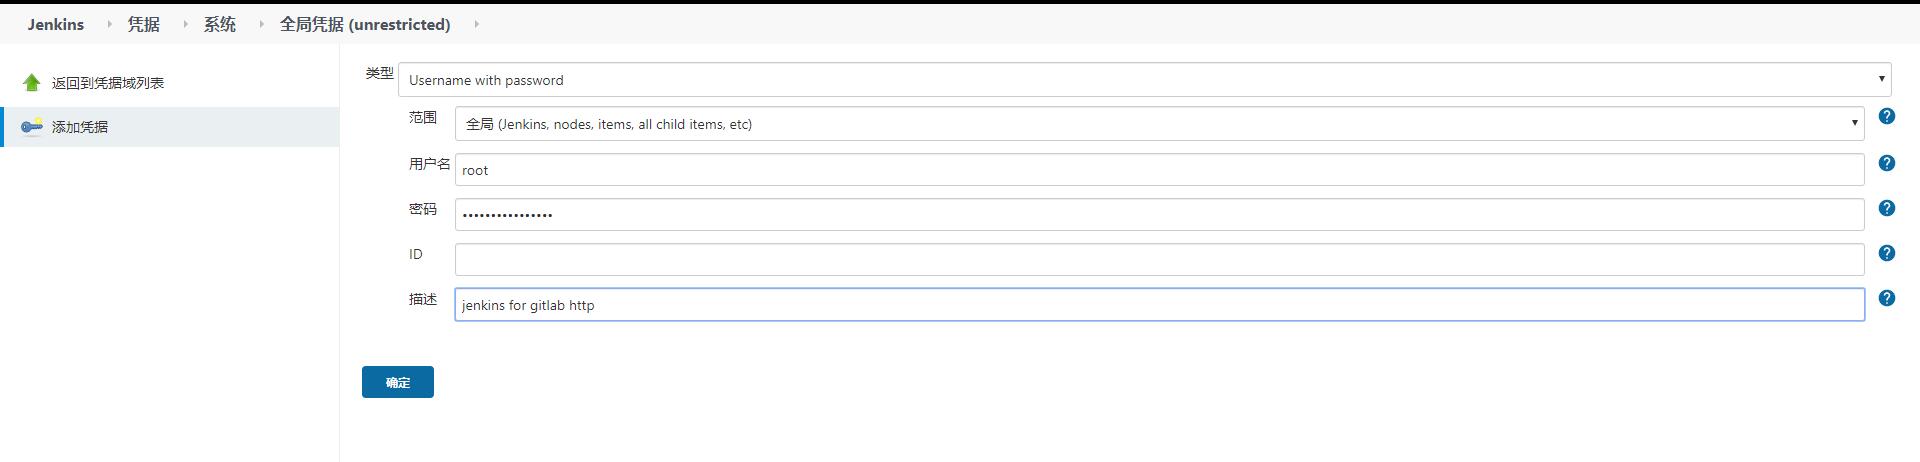 Jenkins 凭据 系统 全局凭据 (unrestricted)
返回到凭据域列表
添加凭据
类型 Username with password
范围 全局 (Jenkins, nodes, items, all child items, etc)
用户名 root
密码 ················
ID
描述 jenkins for gitlab http
确定